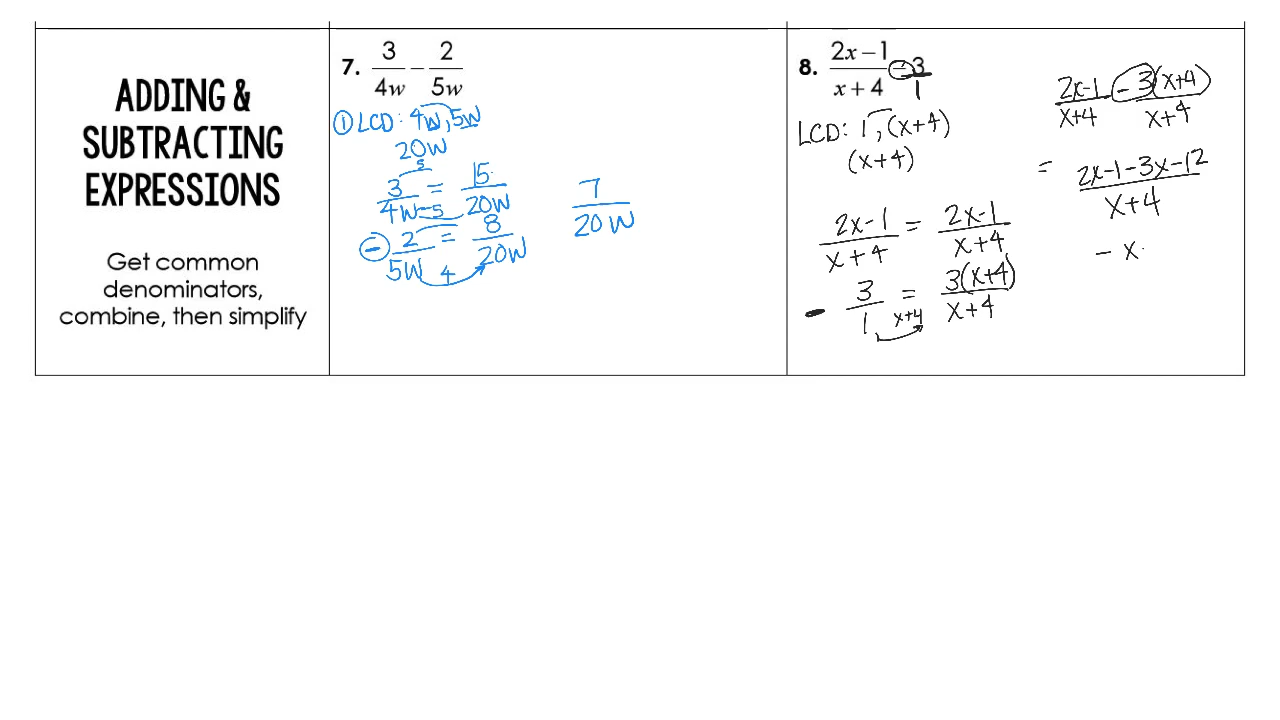 ADDING &
SUBTRACTING
EXPRESSIONS
Get common
denominators,
combine, then simplify
7. 3/4w − 2/5w
① LCD: 4w, 5w
20w
5
3/4w = 15/20w
5
− 2/5w = 8/20w
4
7/20w
8. (2x − 1)/(x + 4) − 3/1
LCD: 1, (x+4)
(x+4)
(2x-1)/(x+4) = (2x-1)/(x+4)
- 3/1 = 3(x+4)/(x+4)
x+4
(2x-1)/(x+4) - 3(x+4)/(x+4)
= (2x-1-3x-12)/(x+4)
- x